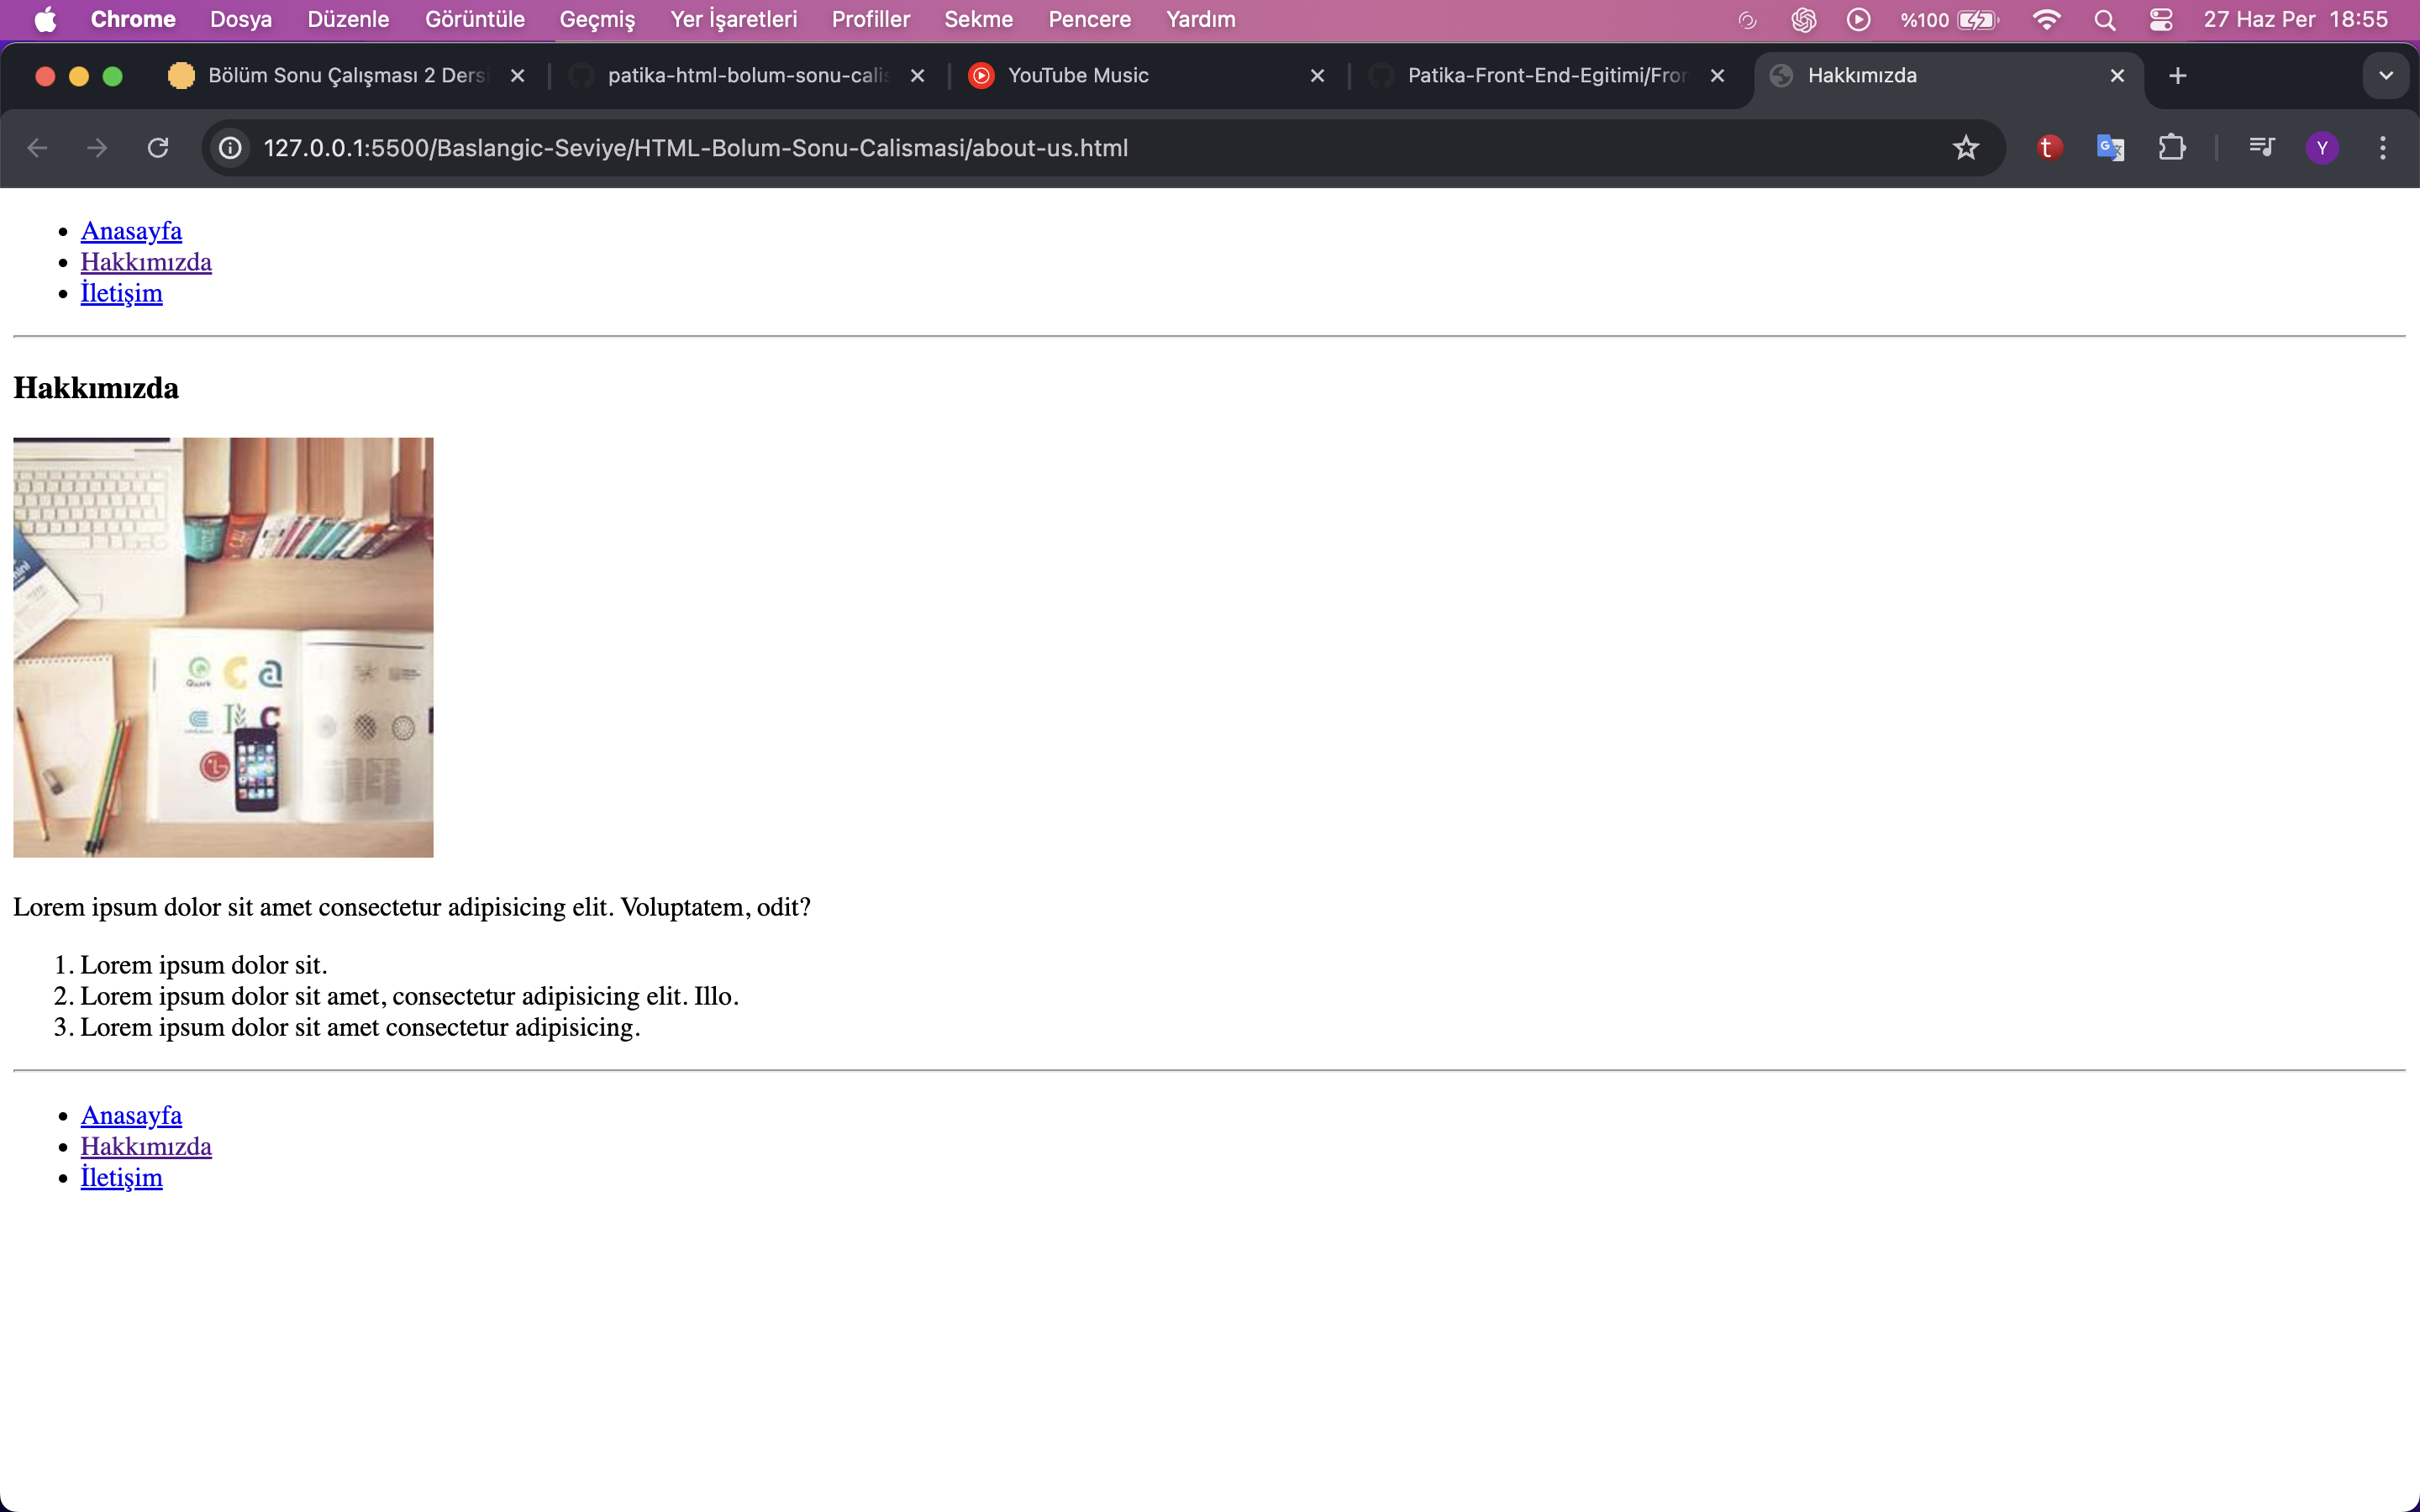 Chrome Dosya Düzenle Görüntüle Geçmiş Yer İşaretleri Profiller Sekme Pencere Yardım %100 27 Haz Per 18:55
Bölüm Sonu Çalışması 2 Dersi patika-html-bolum-sonu-calis YouTube Music Patika-Front-End-Egitimi/Fron Hakkımızda
127.0.0.1:5500/Baslangic-Seviye/HTML-Bolum-Sonu-Calismasi/about-us.html Y
Anasayfa
Hakkımızda
İletişim
Hakkımızda
Quark C a
C
Lorem ipsum dolor sit amet consectetur adipisicing elit. Voluptatem, odit?
1. Lorem ipsum dolor sit.
2. Lorem ipsum dolor sit amet, consectetur adipisicing elit. Illo.
3. Lorem ipsum dolor sit amet consectetur adipisicing.
Anasayfa
Hakkımızda
İletişim